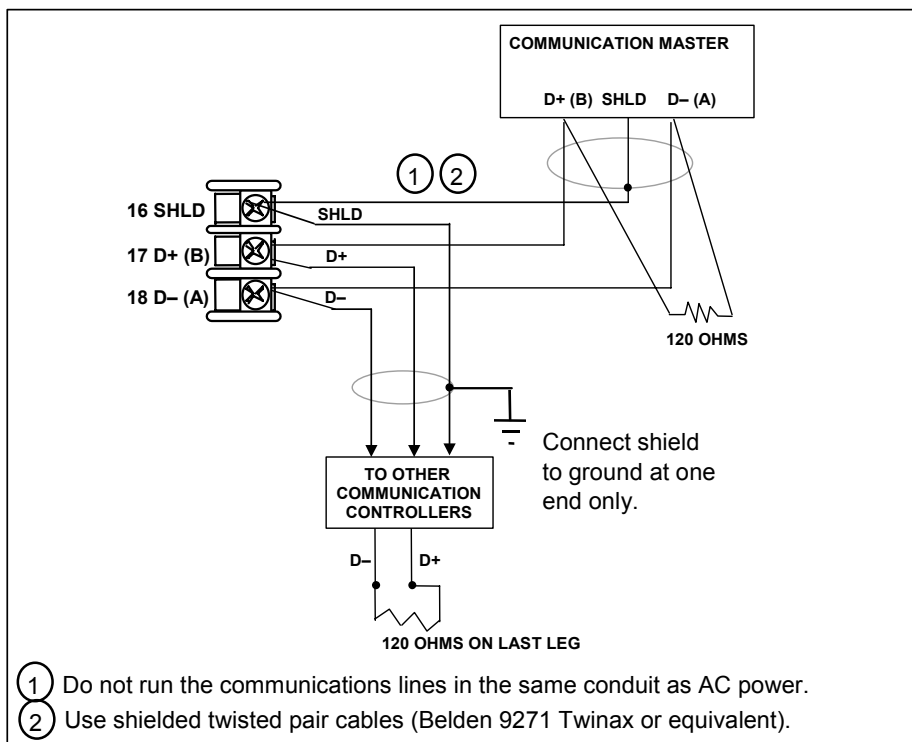 COMMUNICATION MASTER
D+ (B) SHLD D– (A)
1 2
16 SHLD
SHLD
17 D+ (B)
D+
18 D– (A)
D–
120 OHMS
Connect shield
to ground at one
end only.
TO OTHER
COMMUNICATION
CONTROLLERS
D– D+
120 OHMS ON LAST LEG
1 Do not run the communications lines in the same conduit as AC power.
2 Use shielded twisted pair cables (Belden 9271 Twinax or equivalent).